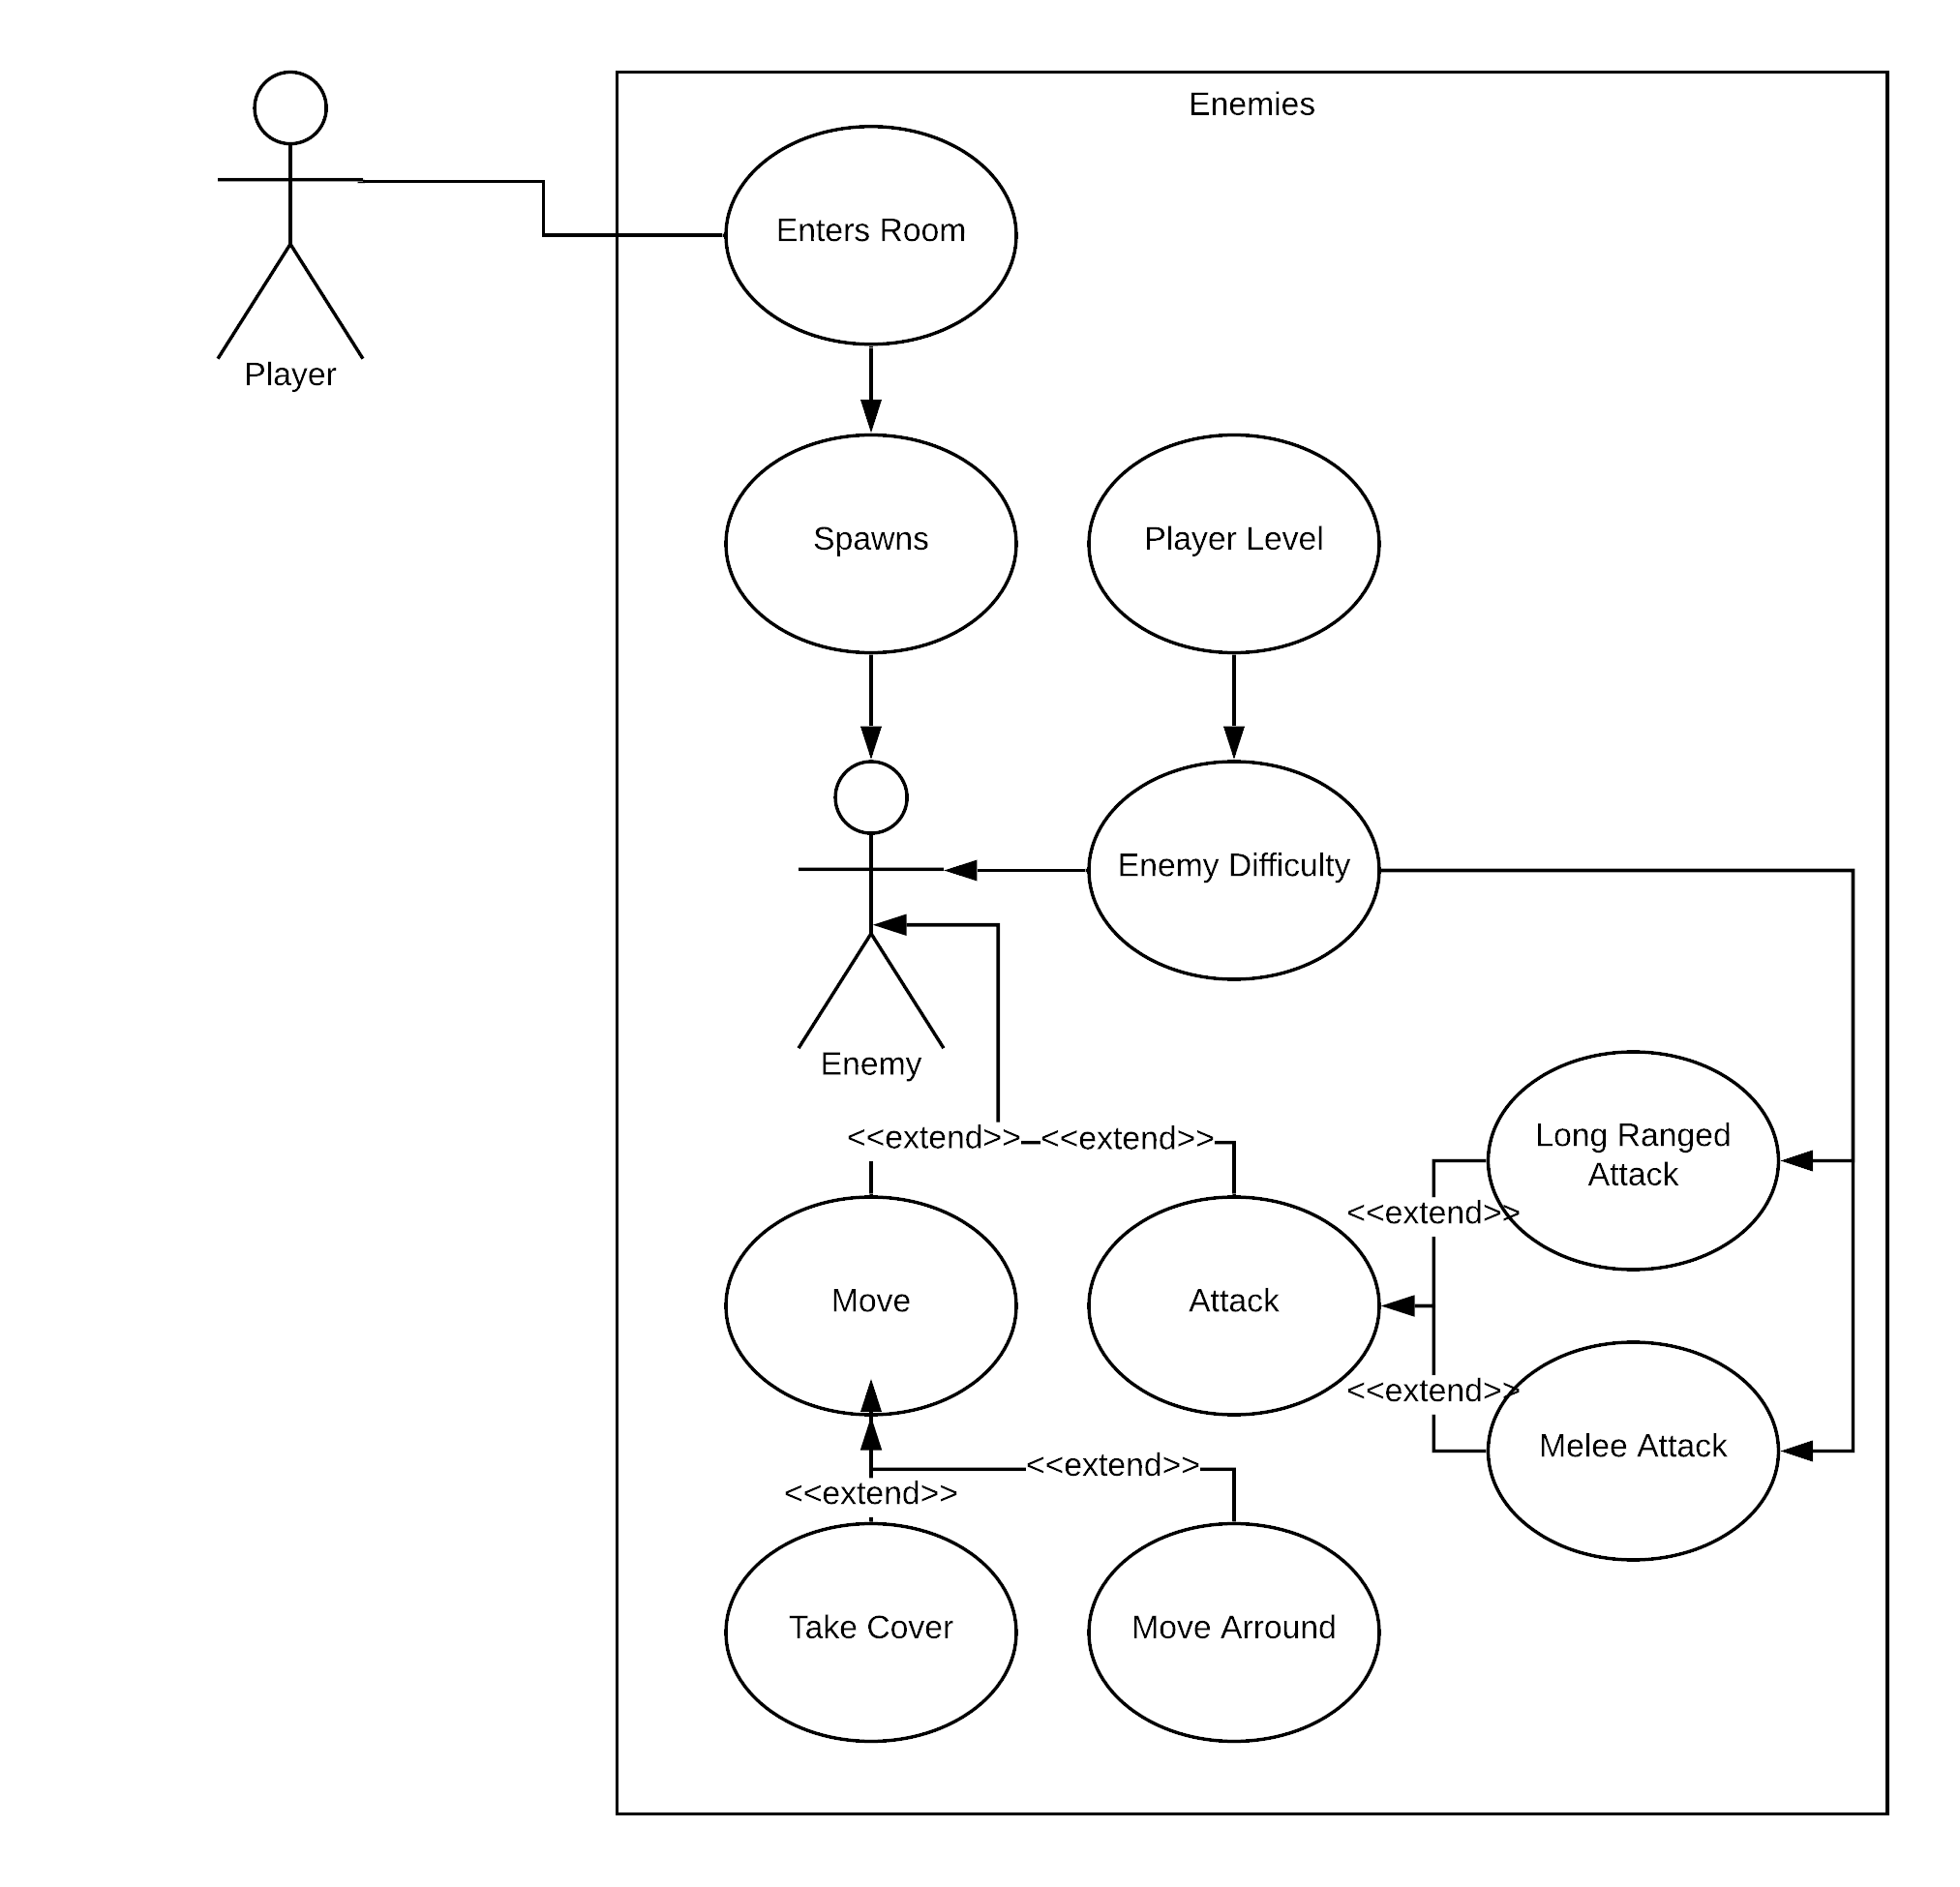 Enemies
Enters Room
Player
Spawns
Player Level
Enemy Difficulty
Enemy
<<extend>>
<<extend>>
Long Ranged
Attack
<<extend>>
Move
Attack
<<extend>>
Melee Attack
<<extend>>
<<extend>>
Take Cover
Move Arround